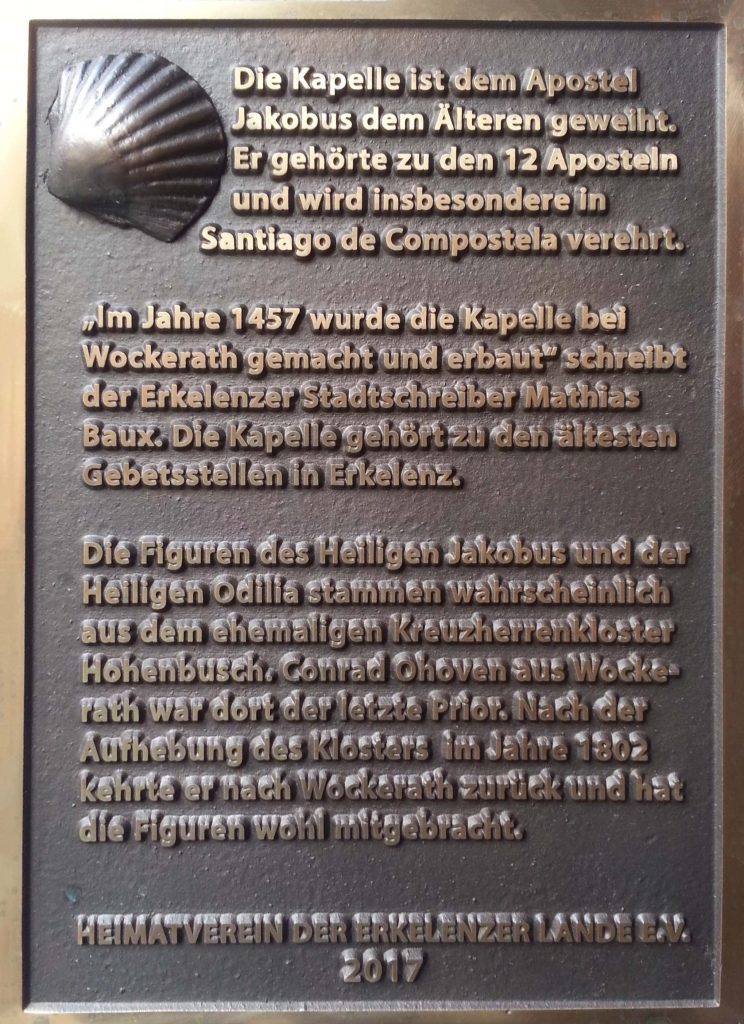 Die Kapelle ist dem Apostel
Jakobus dem Älteren geweiht.
Er gehörte zu den 12 Aposteln
und wird insbesondere in
Santiago de Compostela verehrt.
„Im Jahre 1457 wurde die Kapelle bei
Wockerath gemacht und erbaut“ schreibt
der Erkelenzer Stadtschreiber Mathias
Baux. Die Kapelle gehört zu den ältesten
Gebetsstellen in Erkelenz.
Die Figuren des Heiligen Jakobus und der
Heiligen Odilia stammen wahrscheinlich
aus dem ehemaligen Kreuzherrenkloster
Hohenbusch. Conrad Ohoven aus Wocke-
rath war dort der letzte Prior. Nach der
Aufhebung des Klosters im Jahre 1802
kehrte er nach Wockerath zurück und hat
die Figuren wohl mitgebracht.
HEIMATVEREIN DER ERKELENZER LANDE E.V.
2017